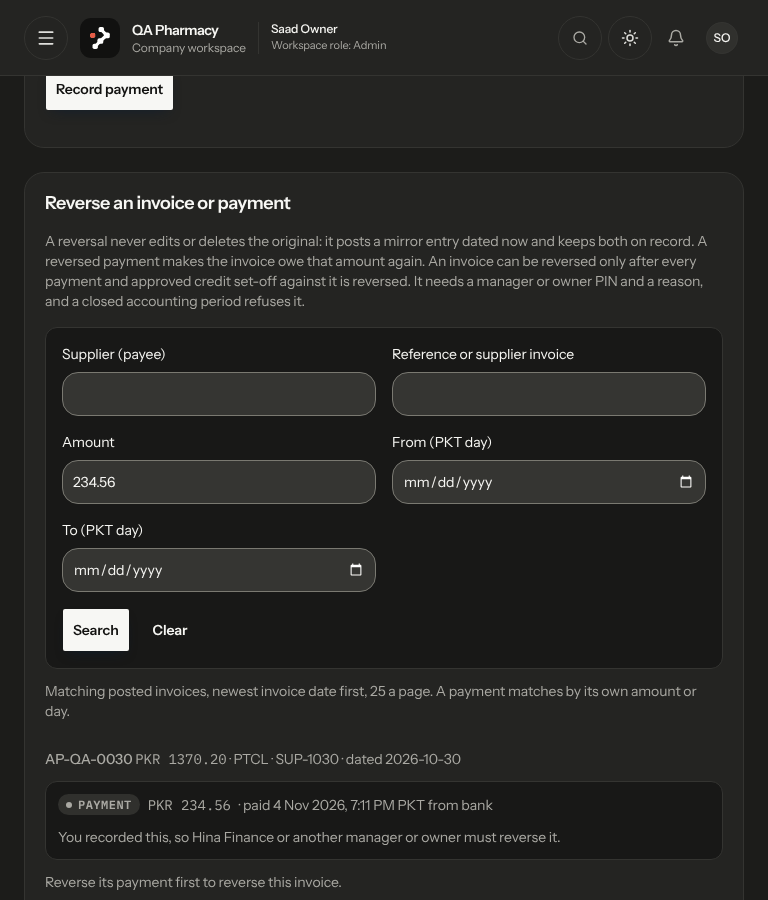 QA Pharmacy
Company workspace
Saad Owner
Workspace role: Admin
SO
Record payment
Reverse an invoice or payment
A reversal never edits or deletes the original: it posts a mirror entry dated now and keeps both on record. A
reversed payment makes the invoice owe that amount again. An invoice can be reversed only after every
payment and approved credit set-off against it is reversed. It needs a manager or owner PIN and a reason,
and a closed accounting period refuses it.
Supplier (payee)
Reference or supplier invoice
Amount
From (PKT day)
234.56
mm/dd/yyyy
To (PKT day)
mm/dd/yyyy
Search
Clear
Matching posted invoices, newest invoice date first, 25 a page. A payment matches by its own amount or
day.
AP-QA-0030 PKR 1370.20 · PTCL · SUP-1030 · dated 2026-10-30
PAYMENT PKR 234.56 · paid 4 Nov 2026, 7:11 PM PKT from bank
You recorded this, so Hina Finance or another manager or owner must reverse it.
Reverse its payment first to reverse this invoice.